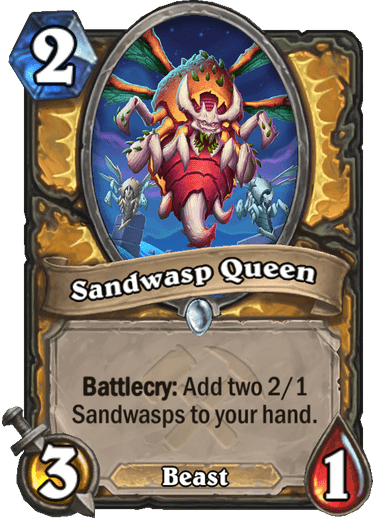 2
Sandwasp Queen
Battlecry: Add two 2/1
Sandwasps to your hand.
3
Beast
1